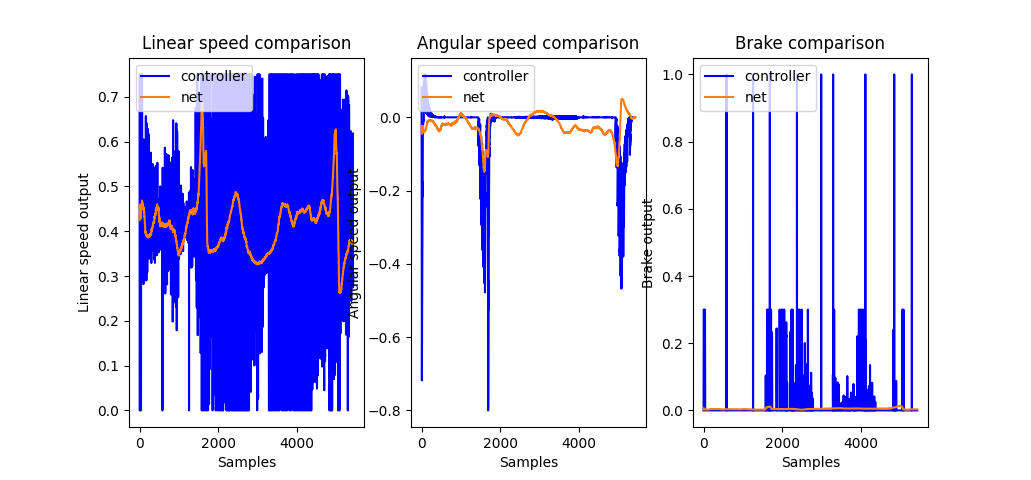 Linear speed comparison
controller
net
Linear speed output
0.7
0.6
0.5
0.4
0.3
0.2
0.1
0.0
0
2000
4000
Samples
Angular speed comparison
controller
net
Angular speed output
0.0
−0.2
−0.4
−0.6
−0.8
0
2000
4000
Samples
Brake comparison
controller
net
Brake output
1.0
0.8
0.6
0.4
0.2
0.0
0
2000
4000
Samples